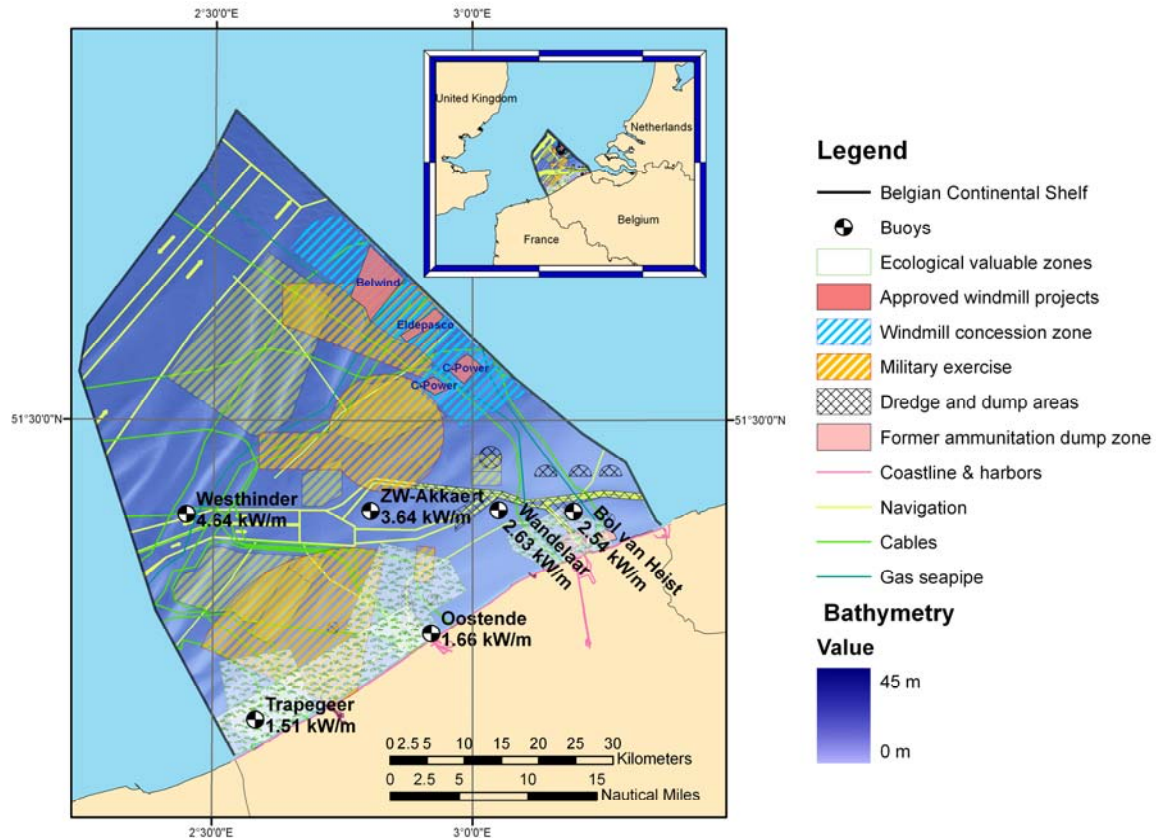 2°30'0"E
3°0'0"E
United Kingdom
Netherlands
Belgium
France
Belwind
Eldepasco
C-Power
C-Power
51°30'0"N
51°30'0"N
Westhinder
4.64 kW/m
ZW-Akkaert
3.64 kW/m
Wandelaar
2.63 kW/m
Bol van Heist
2.54 kW/m
Oostende
1.66 kW/m
Trapegeer
1.51 kW/m
0 2.5 5 10 15 20 25 30
Kilometers
0 2.5 5 10 15
Nautical Miles
2°30'0"E
3°0'0"E
Legend
Belgian Continental Shelf
Buoys
Ecological valuable zones
Approved windmill projects
Windmill concession zone
Military exercise
Dredge and dump areas
Former ammunitation dump zone
Coastline & harbors
Navigation
Cables
Gas seapipe
Bathymetry
Value
45 m
0 m